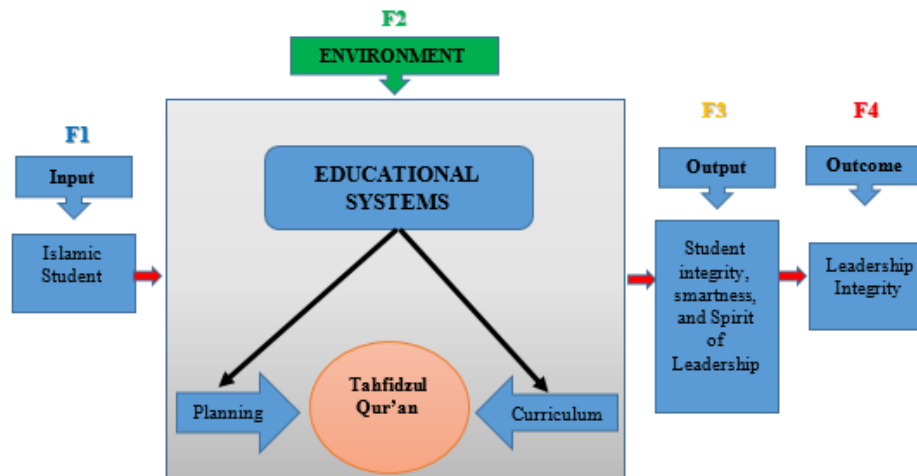 F2
ENVIRONMENT
F1
Input
Islamic
Student
EDUCATIONAL
SYSTEMS
Planning
Tahfidzul
Qur’an
Curriculum
F3
Output
Student
integrity,
smartness,
and Spirit
of
Leadership
F4
Outcome
Leadership
Integrity